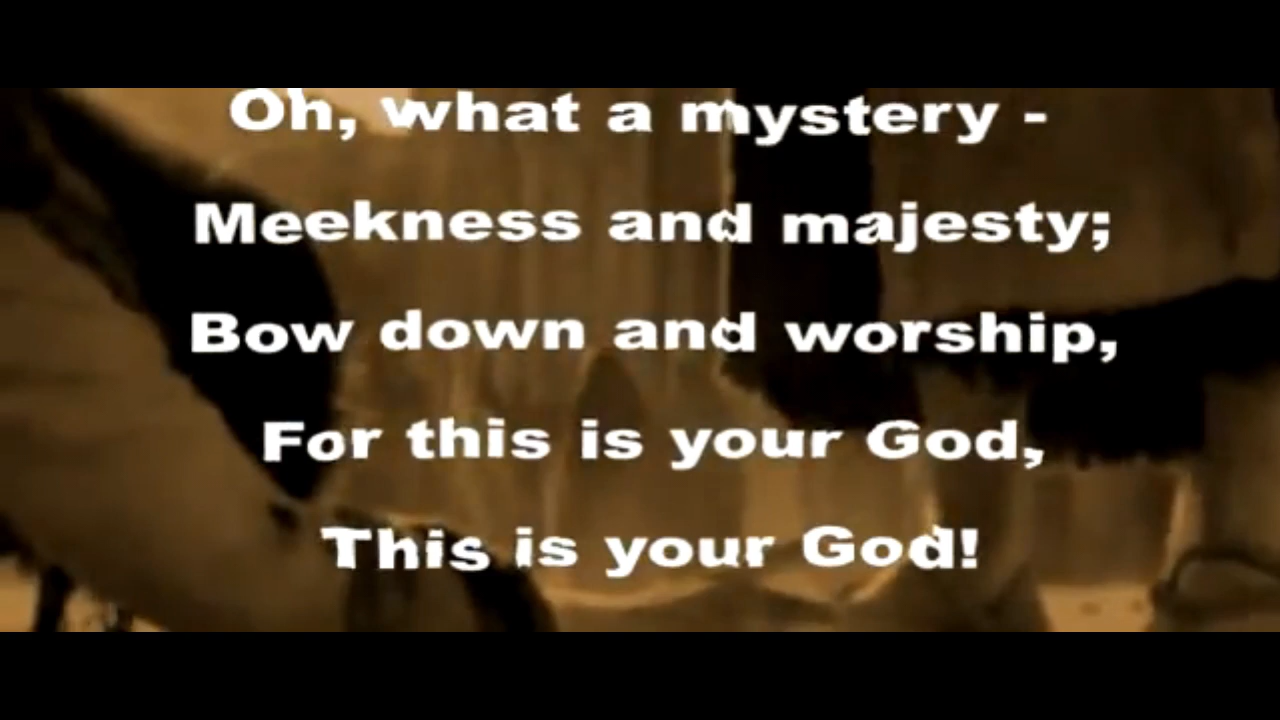 Oh, what a mystery -
Meekness and majesty;
Bow down and worship,
For this is your God,
This is your God!